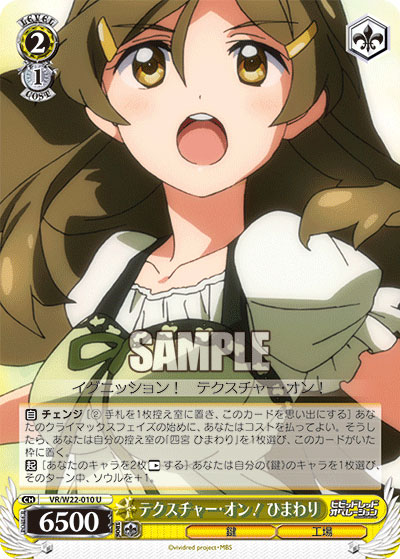 LEVEL
2
1
COST
SAMPLE
イグニッション! テクスチャー・オン!
自 チェンジ [② 手札を1枚控え室に置き、このカードを思い出にする] あな
たのクライマックスフェイズの始めに、あなたはコストを払ってよい。そうし
たら、あなたは自分の控え室の『四宮 ひまわり』を1枚選び、このカードがいた
枠に置く。
起 [あなたのキャラを2枚レストする] あなたは自分の《鍵》のキャラを1枚選び、
そのターン中、ソウルを+1。
CH VR/W22-010 U
6500
テクスチャー・オン! ひまわり
ビビッドレッド・オペレーション
鍵
工場
©vividred project・MBS